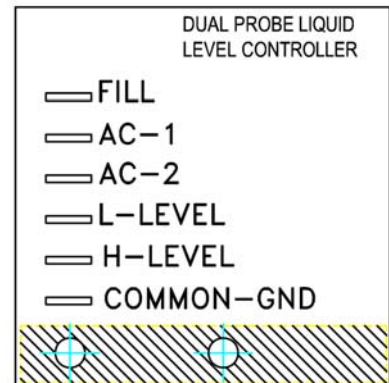 DUAL PROBE LIQUID
LEVEL CONTROLLER
FILL
AC-1
AC-2
L-LEVEL
H-LEVEL
COMMON-GND